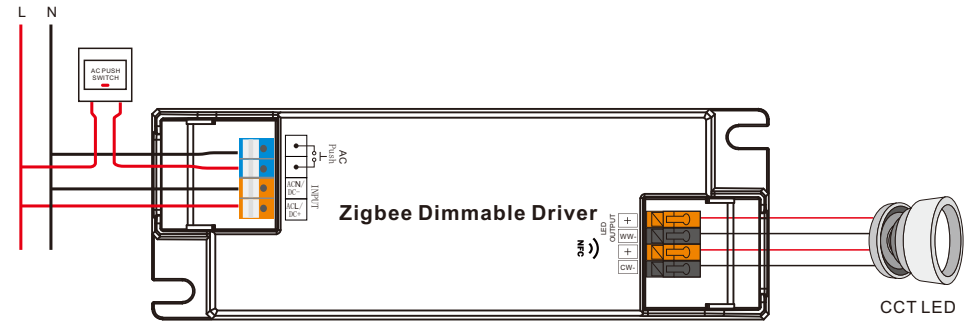 L N
AC PUSH
SWITCH
AC
Push
ACN/
DC-
ACL/
DC+
INPUT
Zigbee Dimmable Driver
NFC
LED
OUTPUT
+
WW-
+
CW-
CCT LED